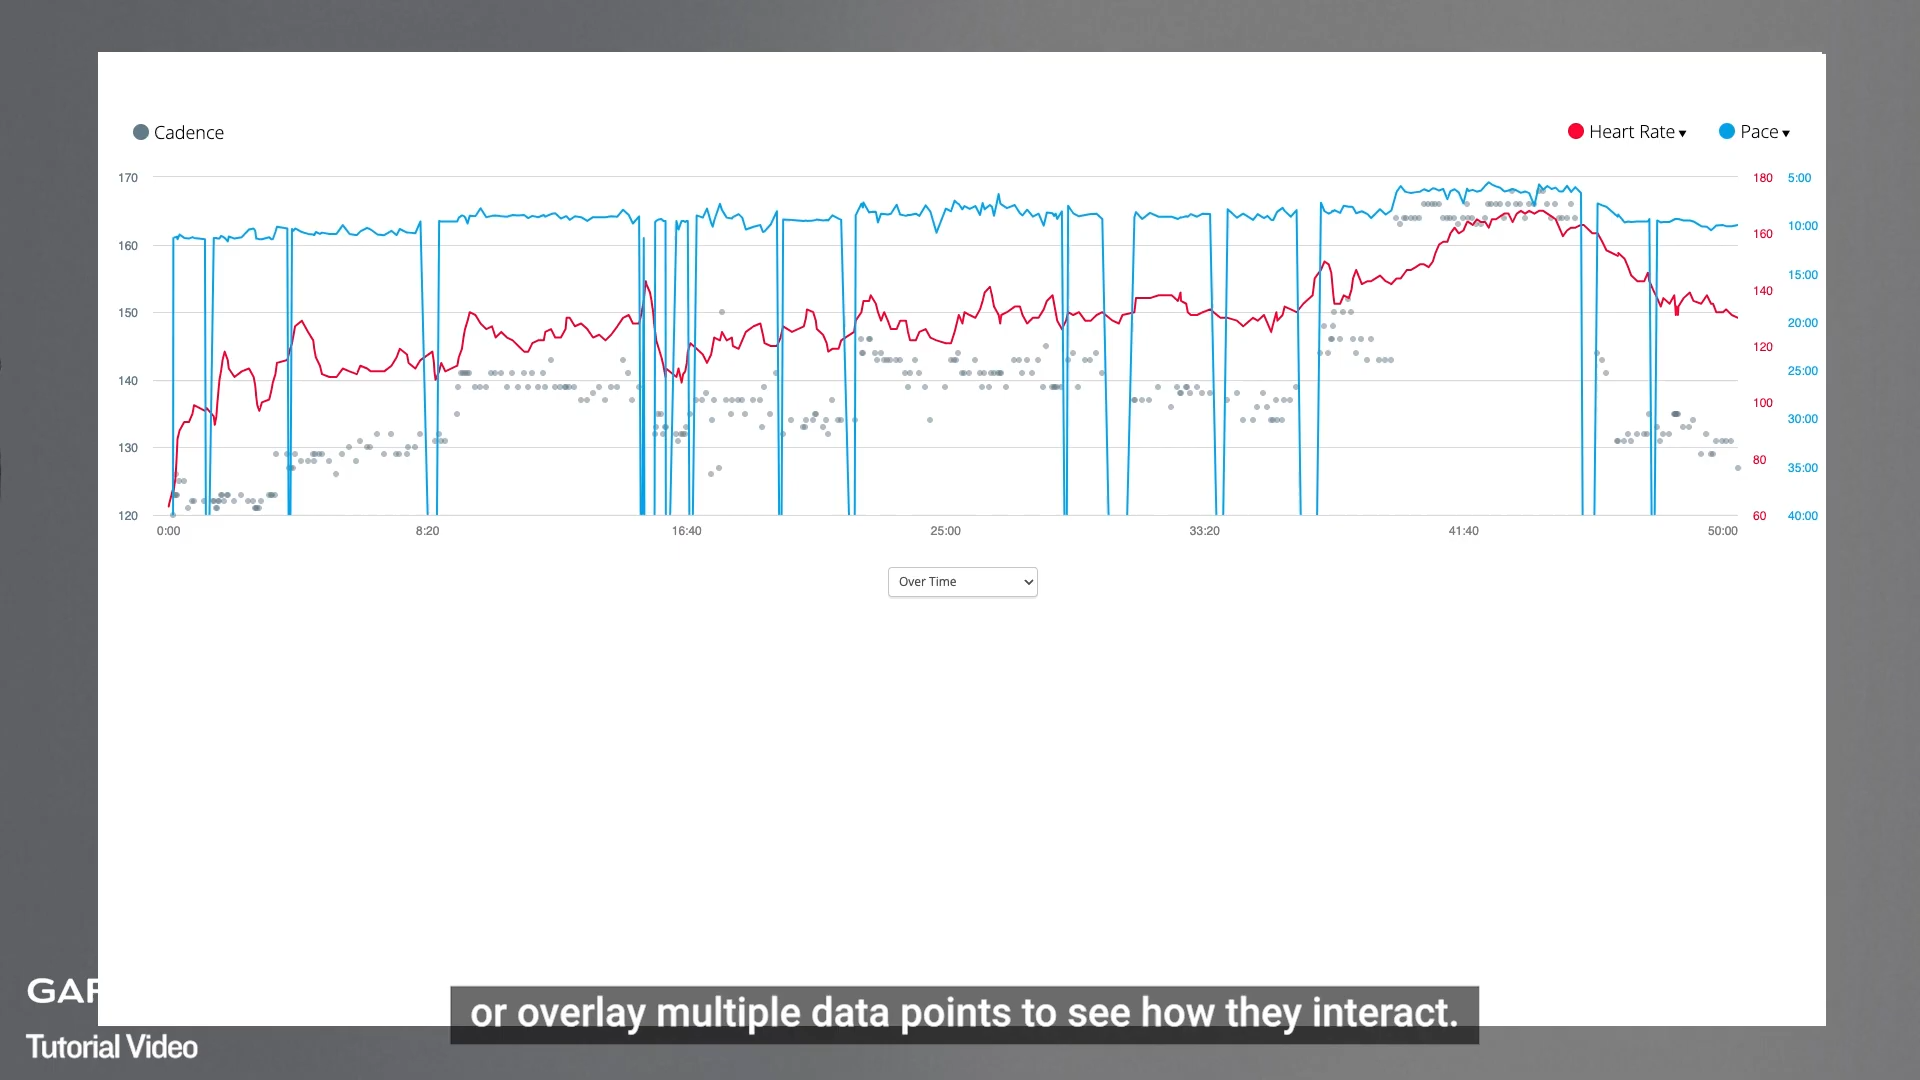 Cadence
Heart Rate ▾ Pace ▾
170 180 5:00
160 160 10:00
150 140 15:00
140 120 20:00
130 100 25:00
120 80 30:00
60 35:00
40:00
0:00 8:20 16:40 25:00 33:20 41:40 50:00
Over Time
or overlay multiple data points to see how they interact.
GAR
Tutorial Video